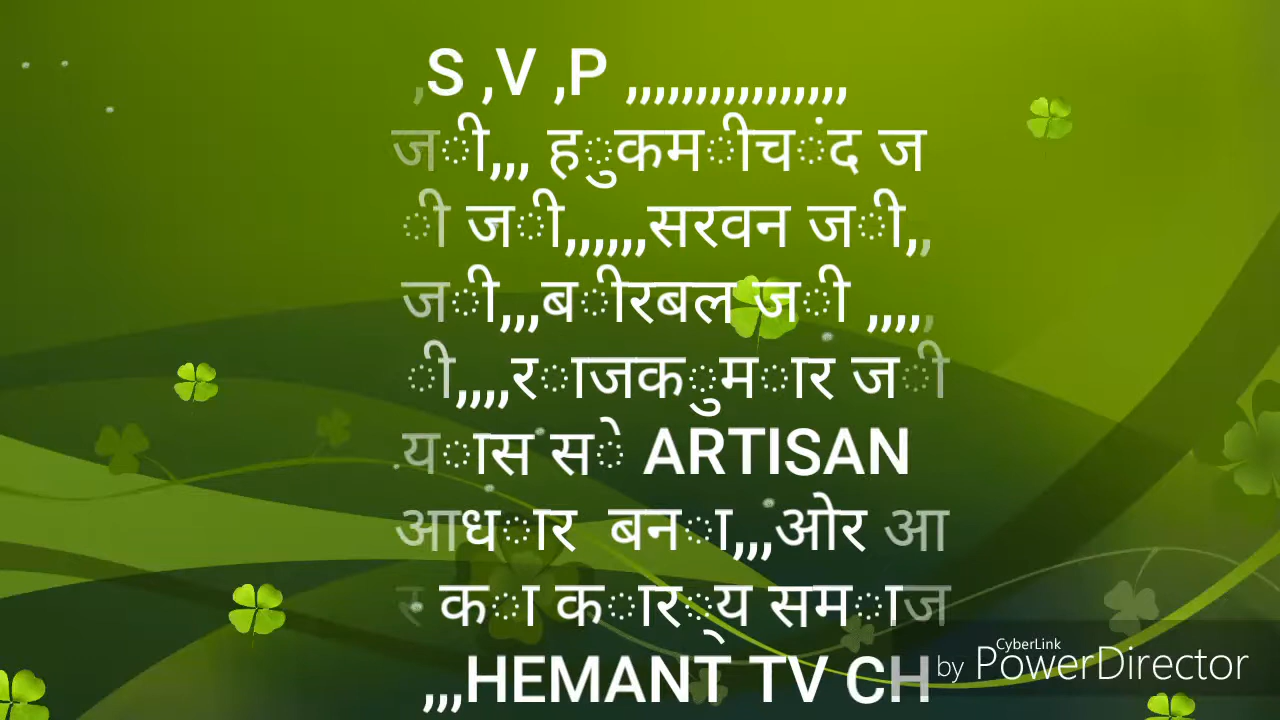 ,S ,V ,P ,,,,,,,,,,,,,,,,
जी,,, हुकमीचंद ज
ी जी,,,,,,सरवन जी,,
जी,,,बीरबल जी ,,,,,
ी,,,,राजकुमार जी
यास से ARTISAN
आधार  बना,,,ओर आ
का कार्य समाज
,,,HEMANT TV CH
CyberLink
by PowerDirector